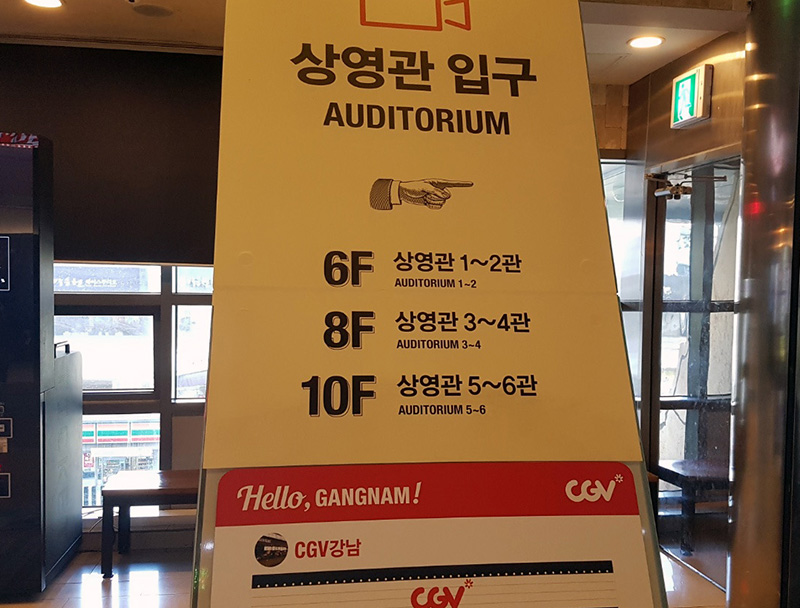 상영관 입구
AUDITORIUM
6F 상영관 1~2관
AUDITORIUM 1~2
8F 상영관 3~4관
AUDITORIUM 3~4
10F 상영관 5~6관
AUDITORIUM 5~6
Hello, GANGNAM!
CGV
CGV강남
CGV